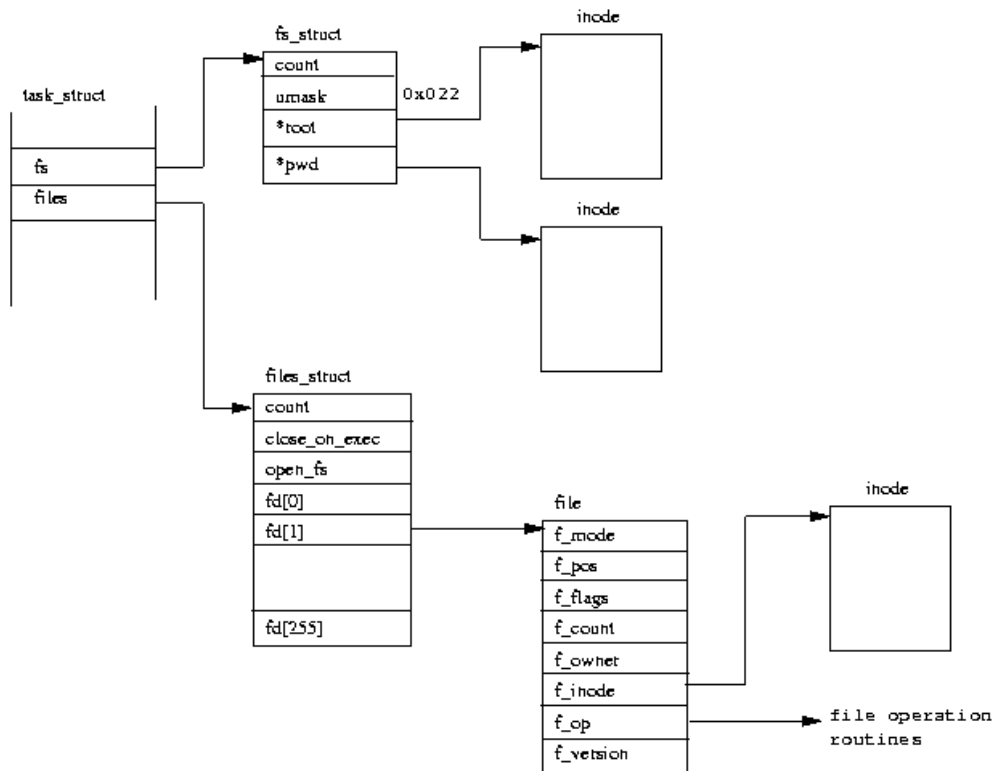 inode
fs_struct
count
umask
0x022
*root
*pwd
task_struct
fs
files
inode
files_struct
count
close_on_exec
open_fs
fd[0]
fd[1]
fd[255]
file
f_mode
f_pos
f_flags
f_count
f_owner
f_inode
f_op
f_version
inode
file operation
routines